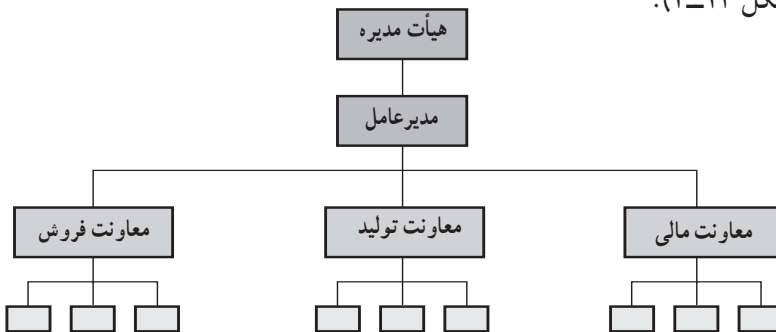 هیأت مدیره
مدیرعامل
معاونت مالی
معاونت تولید
معاونت فروش